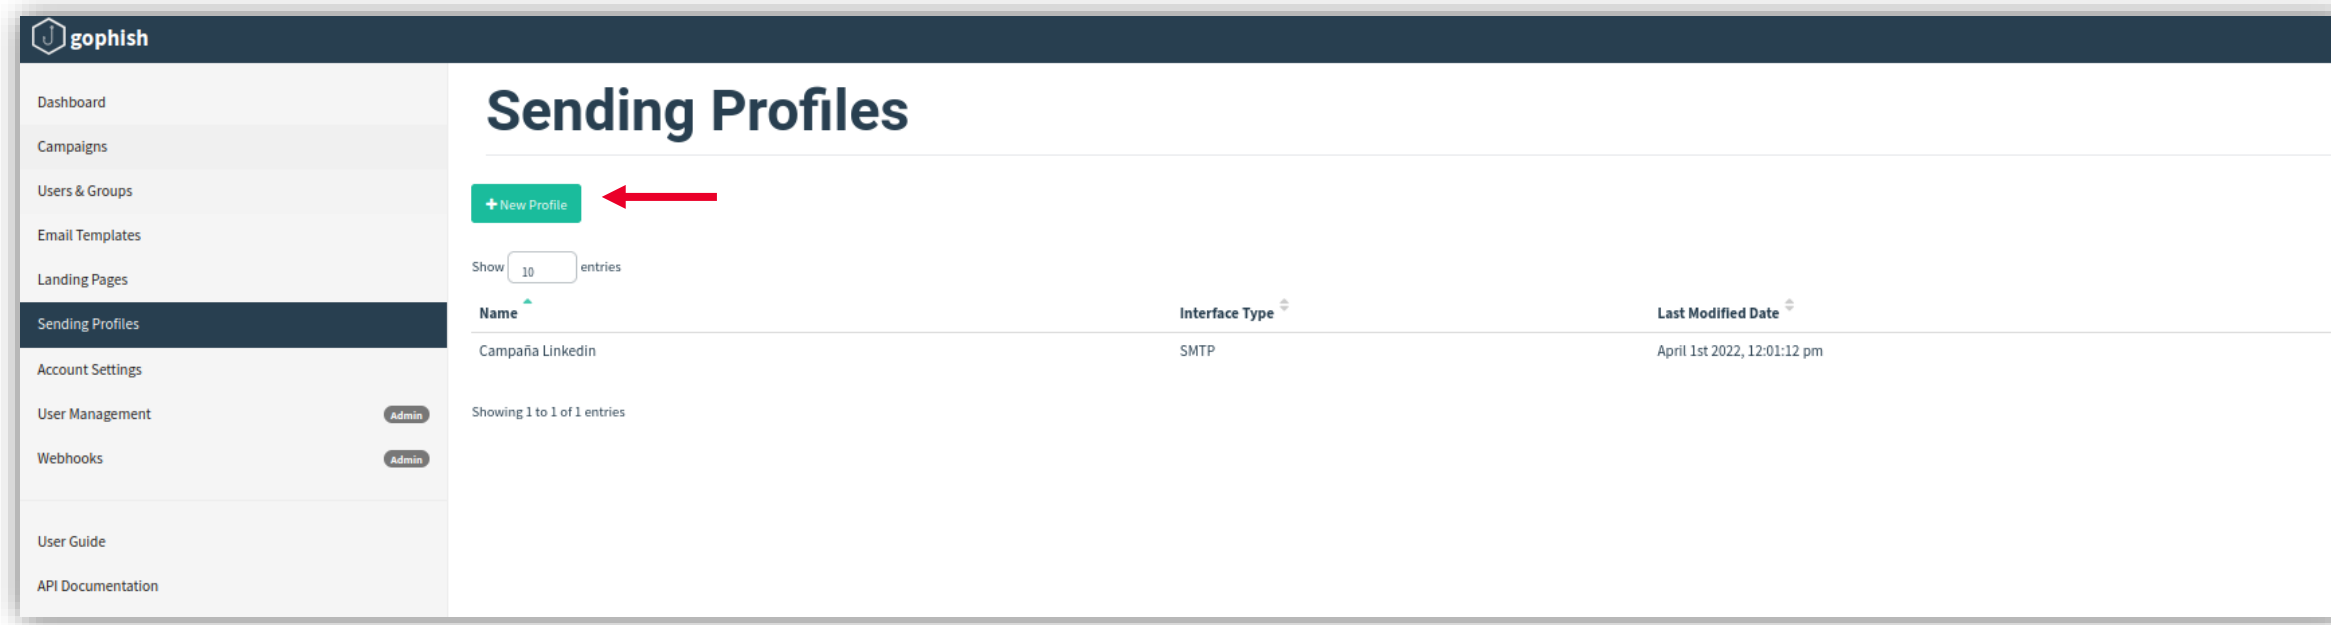 gophish
Dashboard
Campaigns
Users & Groups
Email Templates
Landing Pages
Sending Profiles
Account Settings
User Management Admin
Webhooks Admin
User Guide
API Documentation
Sending Profiles
+ New Profile
Show 10 entries
Name Interface Type Last Modified Date
Campaña Linkedin SMTP April 1st 2022, 12:01:12 pm
Showing 1 to 1 of 1 entries